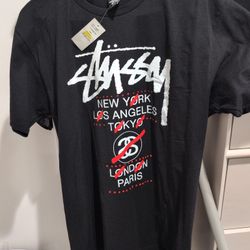 STÜSSY
NEW YORK
LOS ANGELES
TOKYO
LONDON
PARIS